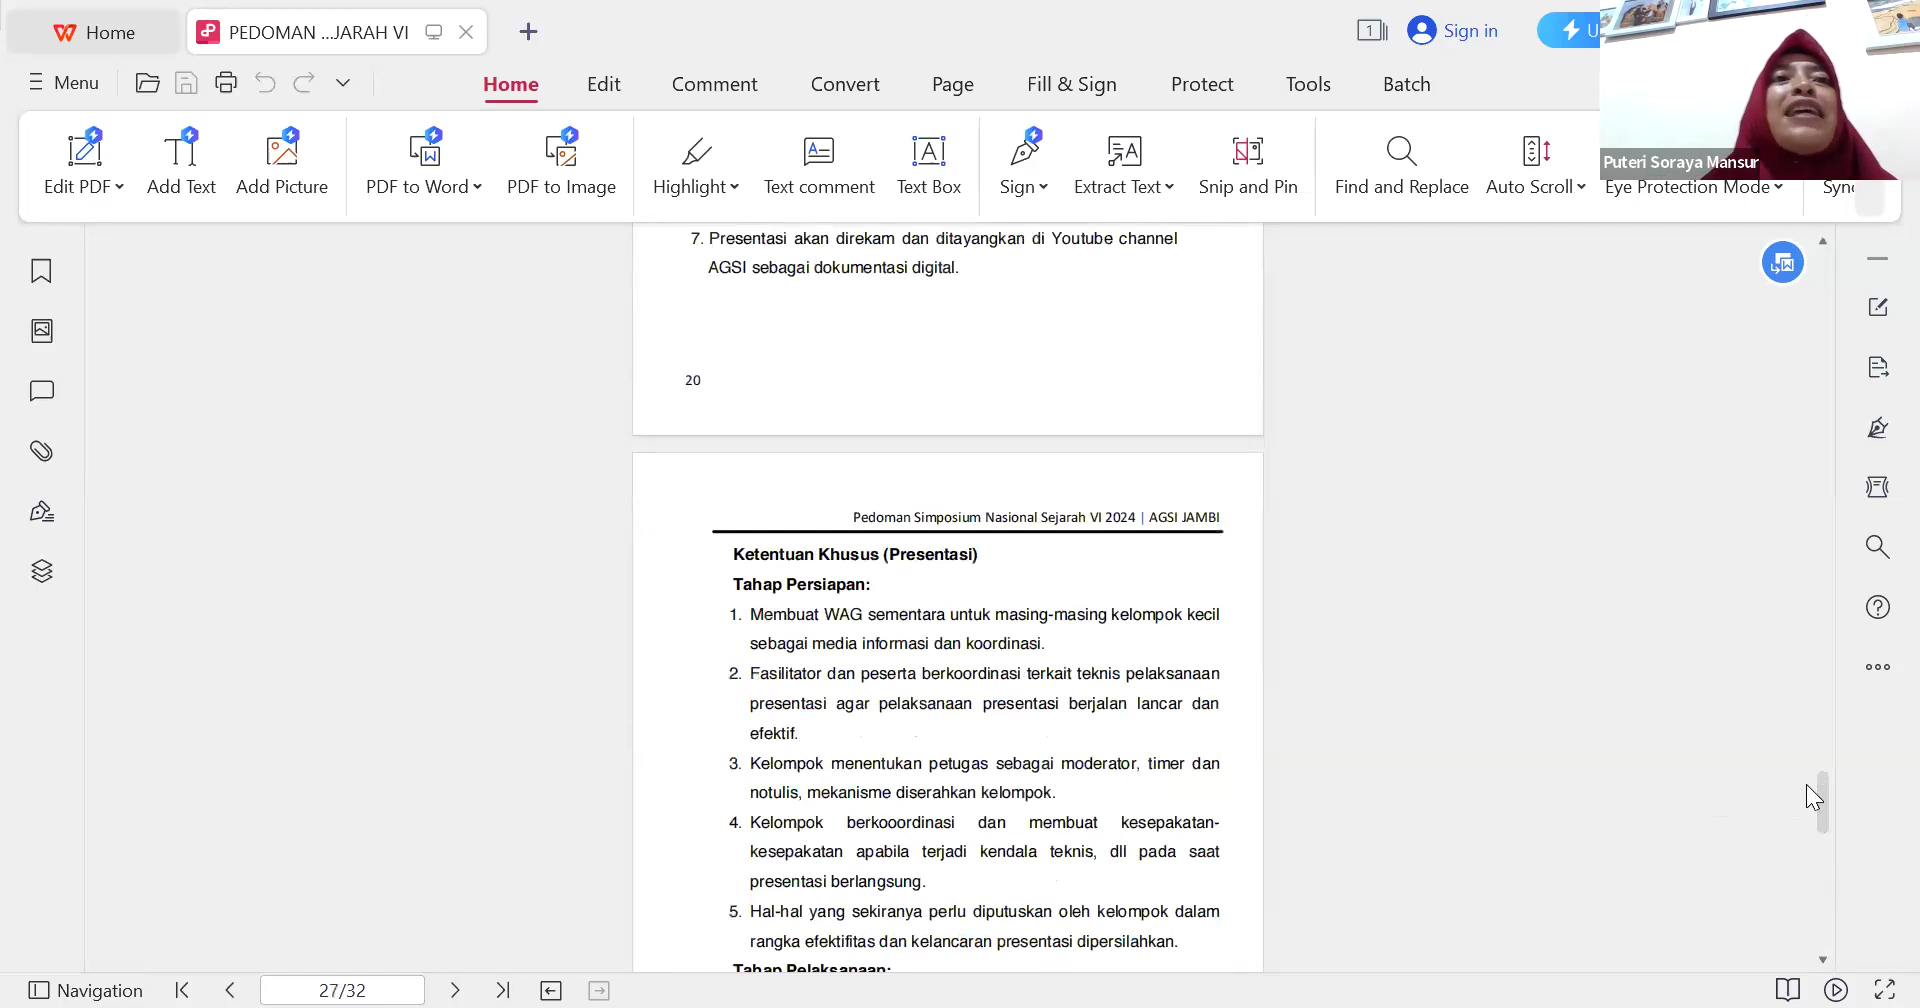 Home
PEDOMAN ...JARAH VI
1
Sign in
U
Menu
Home Edit Comment Convert Page Fill & Sign Protect Tools Batch
Puteri Soraya Mansur
Edit PDF Add Text Add Picture PDF to Word PDF to Image Highlight Text comment Text Box Sign Extract Text Snip and Pin Find and Replace Auto Scroll Eye Protection Mode
7. Presentasi akan direkam dan ditayangkan di Youtube channel
AGSI sebagai dokumentasi digital.
20
Pedoman Simposium Nasional Sejarah VI 2024 | AGSI JAMBI
Ketentuan Khusus (Presentasi)
Tahap Persiapan:
1. Membuat WAG sementara untuk masing-masing kelompok kecil
sebagai media informasi dan koordinasi.
2. Fasilitator dan peserta berkoordinasi terkait teknis pelaksanaan
presentasi agar pelaksanaan presentasi berjalan lancar dan
efektif.
3. Kelompok menentukan petugas sebagai moderator, timer dan
notulis, mekanisme diserahkan kelompok.
4. Kelompok berkooordinasi dan membuat kesepakatan-
kesepakatan apabila terjadi kendala teknis, dll pada saat
presentasi berlangsung.
5. Hal-hal yang sekiranya perlu diputuskan oleh kelompok dalam
rangka efektifitas dan kelancaran presentasi dipersilahkan.
Tahap Pelaksanaan:
Navigation 27/32